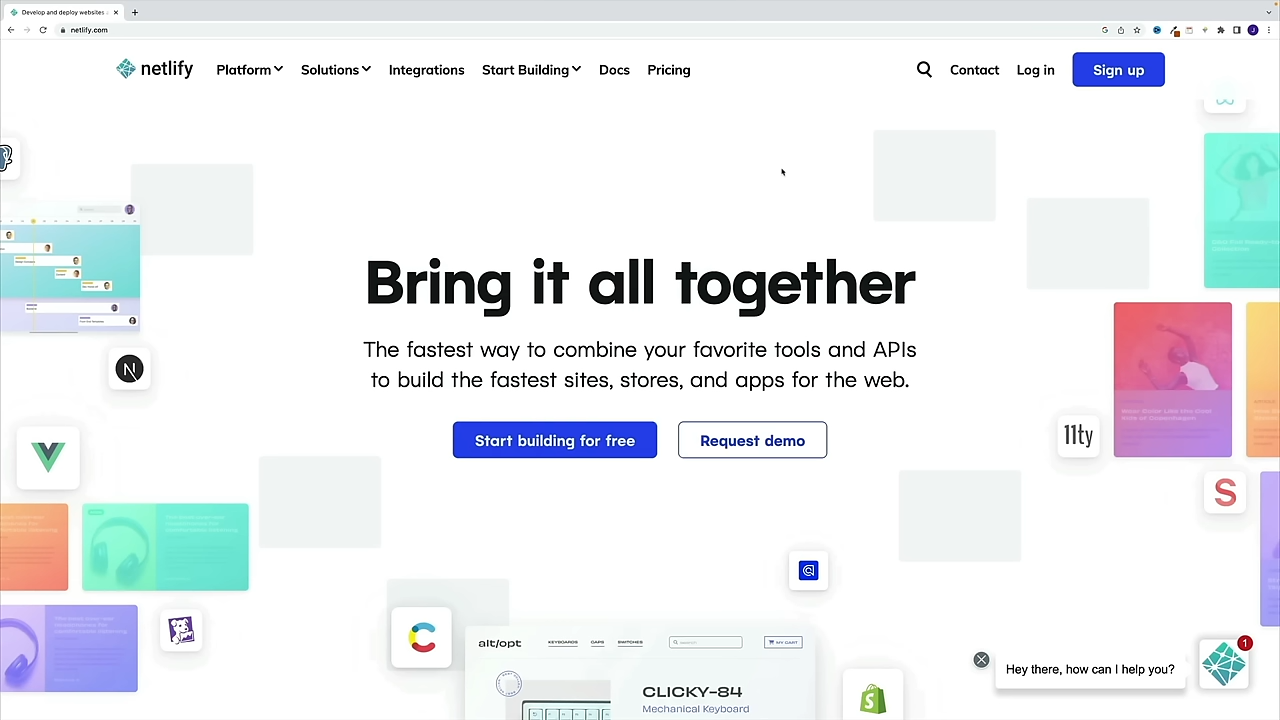 Develop and deploy websites a
netlify.com
netlify
Platform
Solutions
Integrations
Start Building
Docs
Pricing
Contact
Log in
Sign up
Bring it all together
The fastest way to combine your favorite tools and APIs
to build the fastest sites, stores, and apps for the web.
Start building for free
Request demo
N
11ty
S
C
alt/opt
KEYBOARDS
CAPS
SWITCHES
MY CART
CLICKY-84
Mechanical Keyboard
S
J
1
Hey there, how can I help you?